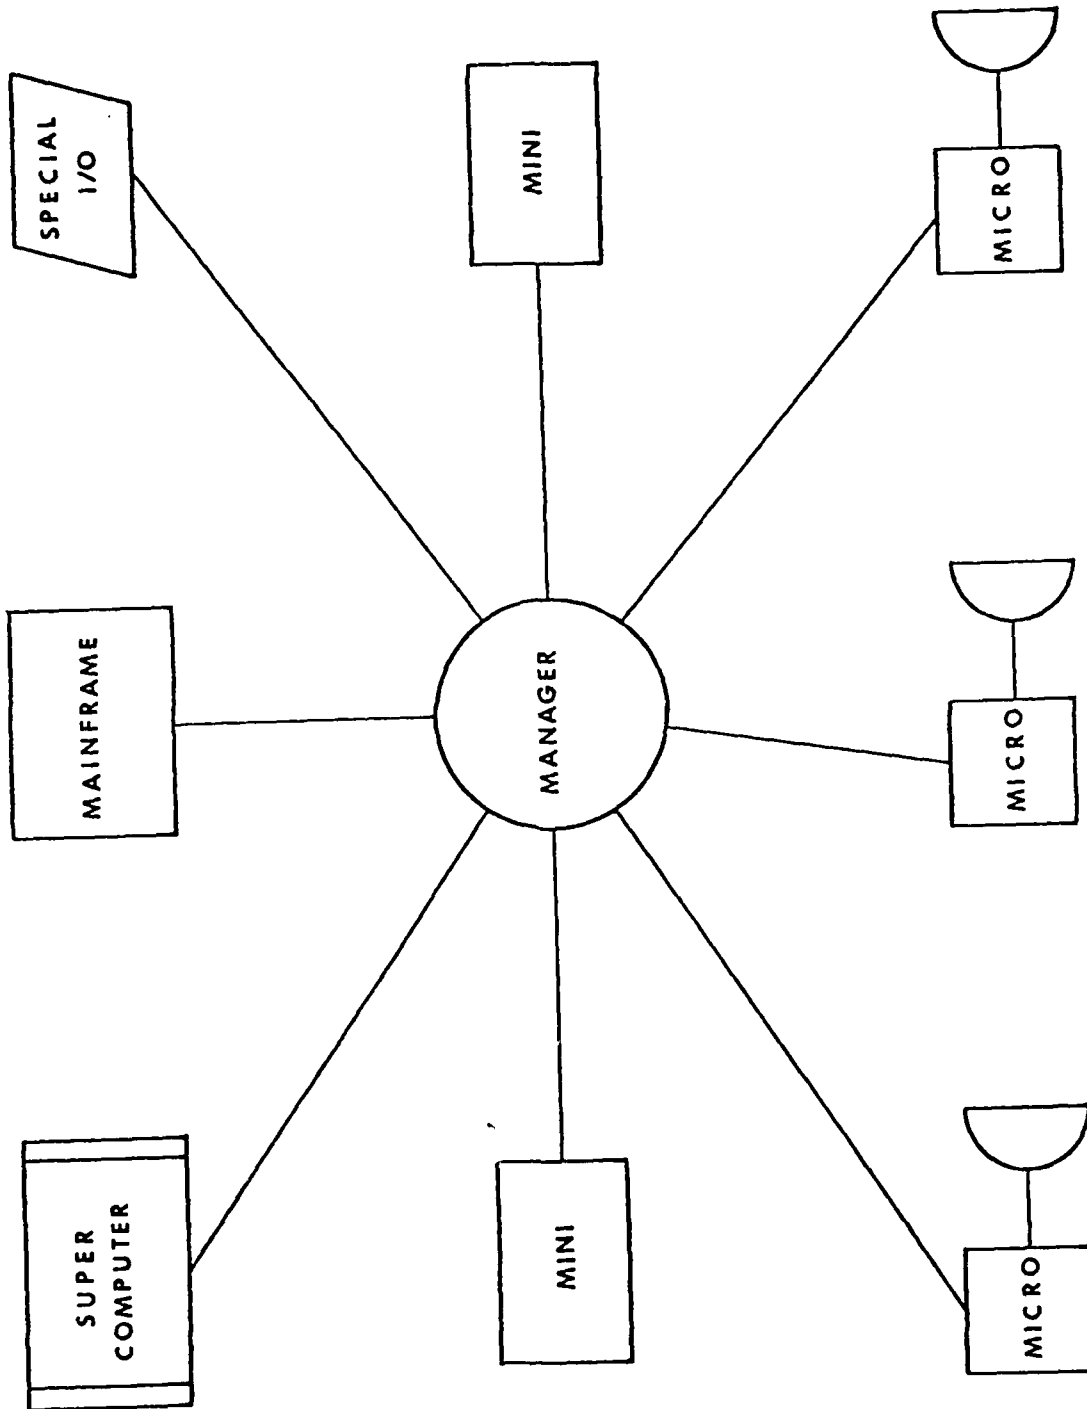 SUPER
COMPUTER
MAINFRAME
SPECIAL
I/O
MINI
MANAGER
MINI
MICRO
MICRO
MICRO